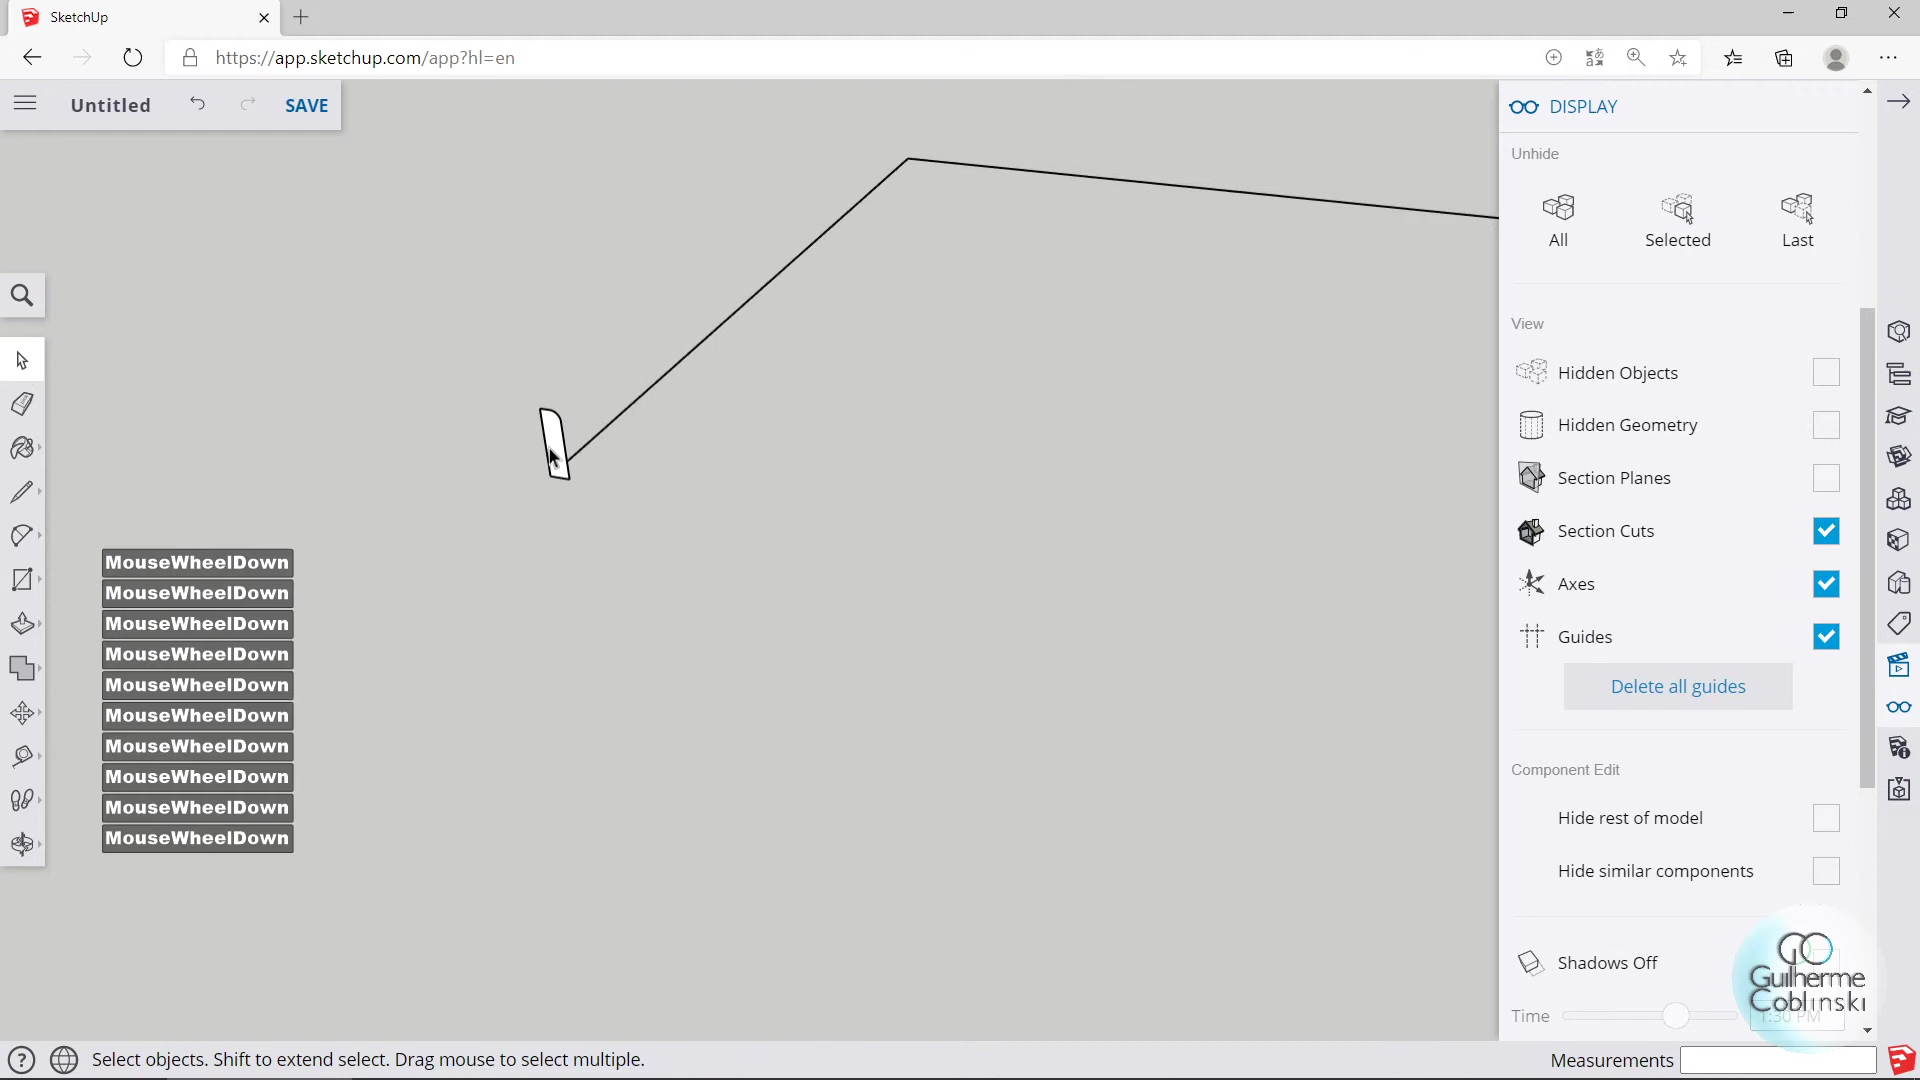 SketchUp
https://app.sketchup.com/app?hl=en
Untitled
SAVE
DISPLAY
Unhide
All
Selected
Last
View
Hidden Objects
Hidden Geometry
Section Planes
Section Cuts
Axes
Guides
Delete all guides
Component Edit
Hide rest of model
Hide similar components
Shadows Off
Time
1:30 PM
MouseWheelDown
MouseWheelDown
MouseWheelDown
MouseWheelDown
MouseWheelDown
MouseWheelDown
MouseWheelDown
MouseWheelDown
MouseWheelDown
MouseWheelDown
Guilherme
Coblinski
Select objects. Shift to extend select. Drag mouse to select multiple.
Measurements